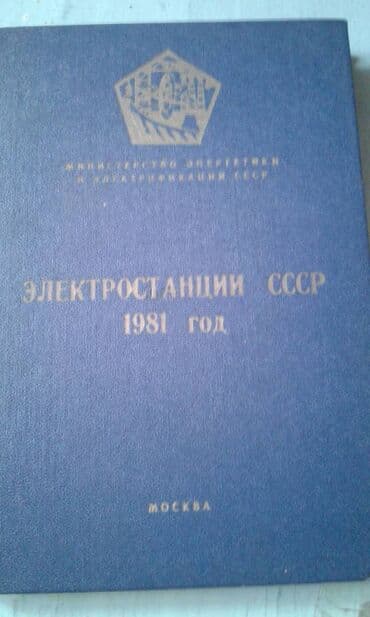 МИНИСТЕРСТВО ЭНЕРГЕТИКИ
И ЭЛЕКТРИФИКАЦИИ СССР
ЭЛЕКТРОСТАНЦИИ СССР
1981 год
МОСКВА